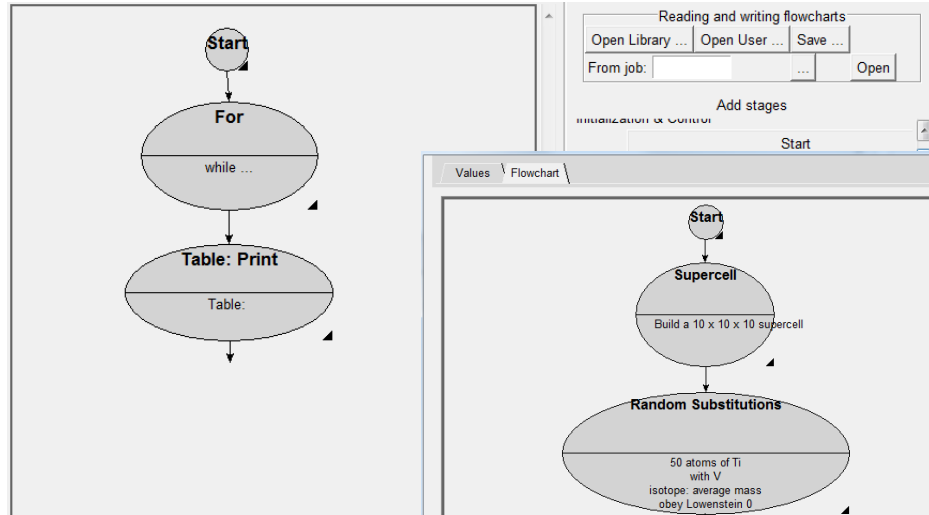 Start
For
while ...
Table: Print
Table:
Reading and writing flowcharts
Open Library ... Open User ... Save ...
From job: ... Open
Add stages
Initialization & Control
Start
Values Flowchart
Start
Supercell
Build a 10 x 10 x 10 supercell
Random Substitutions
50 atoms of Ti
with V
isotope: average mass
obey Lowenstein 0